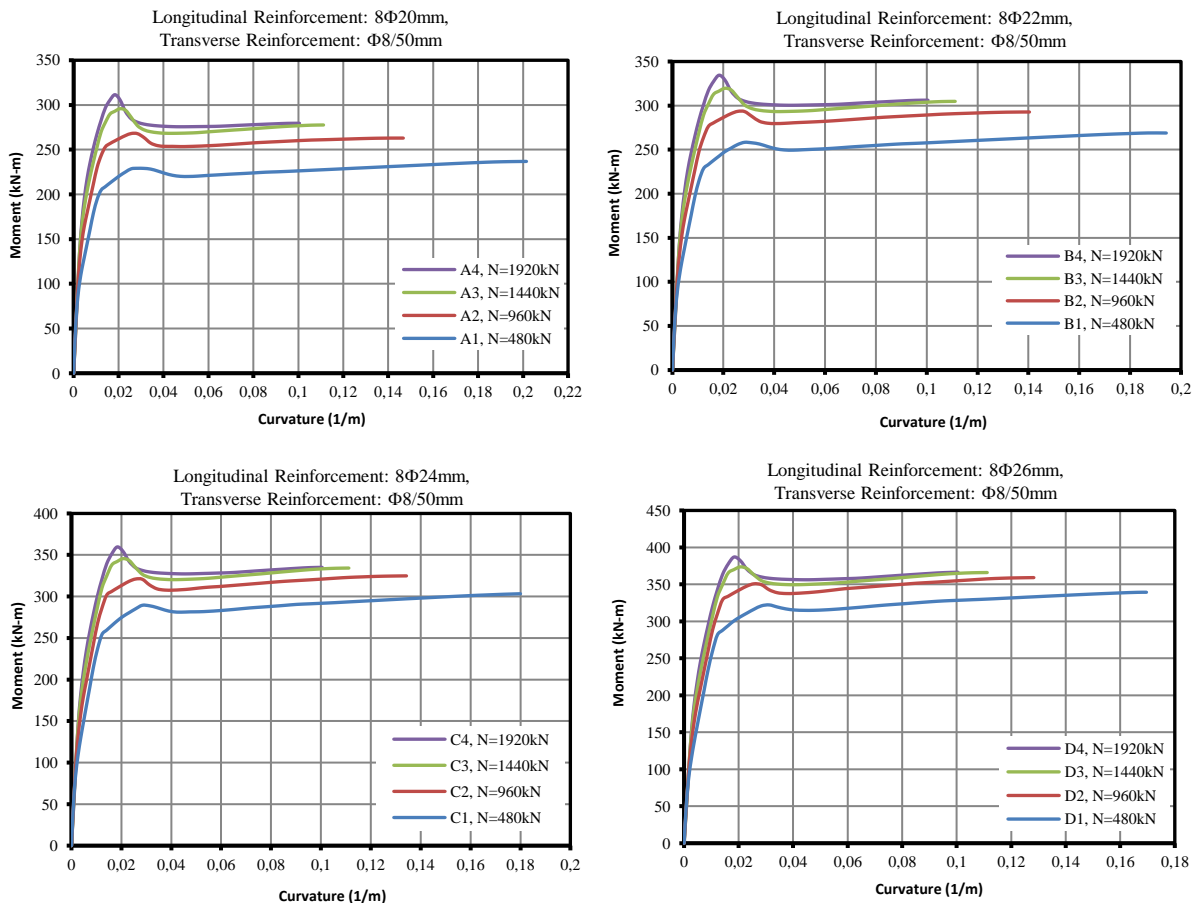 Longitudinal Reinforcement: 8Φ20mm,
Transverse Reinforcement: Φ8/50mm
350
300
250
200
150
100
50
0
Moment (kN-m)
A4, N=1920kN
A3, N=1440kN
A2, N=960kN
A1, N=480kN
0 0,02 0,04 0,06 0,08 0,1 0,12 0,14 0,16 0,18 0,2 0,22
Curvature (1/m)
Longitudinal Reinforcement: 8Φ22mm,
Transverse Reinforcement: Φ8/50mm
350
300
250
200
150
100
50
0
Moment (kN-m)
B4, N=1920kN
B3, N=1440kN
B2, N=960kN
B1, N=480kN
0 0,02 0,04 0,06 0,08 0,1 0,12 0,14 0,16 0,18 0,2
Curvature (1/m)
Longitudinal Reinforcement: 8Φ24mm,
Transverse Reinforcement: Φ8/50mm
400
350
300
250
200
150
100
50
0
Moment (kN-m)
C4, N=1920kN
C3, N=1440kN
C2, N=960kN
C1, N=480kN
0 0,02 0,04 0,06 0,08 0,1 0,12 0,14 0,16 0,18 0,2
Curvature (1/m)
Longitudinal Reinforcement: 8Φ26mm,
Transverse Reinforcement: Φ8/50mm
450
400
350
300
250
200
150
100
50
0
Moment (kN-m)
D4, N=1920kN
D3, N=1440kN
D2, N=960kN
D1, N=480kN
0 0,02 0,04 0,06 0,08 0,1 0,12 0,14 0,16 0,18
Curvature (1/m)